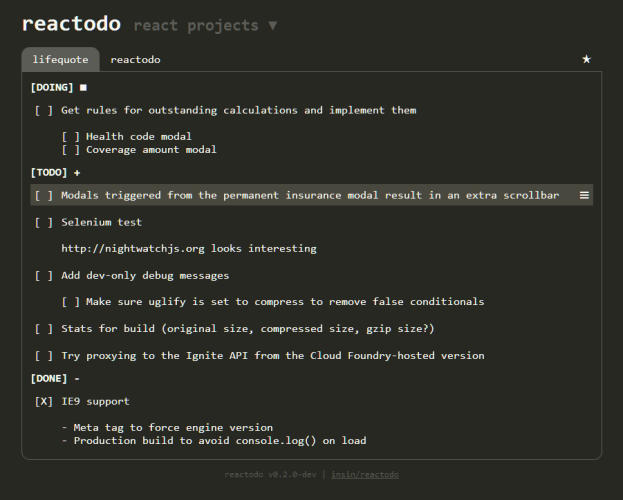 reactodo react projects ▼
lifequote reactodo ★
[DOING] ■
[ ] Get rules for outstanding calculations and implement them
[ ] Health code modal
[ ] Coverage amount modal
[TODO] +
[ ] Modals triggered from the permanent insurance modal result in an extra scrollbar ≡
[ ] Selenium test
http://nightwatchjs.org looks interesting
[ ] Add dev-only debug messages
[ ] Make sure uglify is set to compress to remove false conditionals
[ ] Stats for build (original size, compressed size, gzip size?)
[ ] Try proxying to the Ignite API from the Cloud Foundry-hosted version
[DONE] -
[X] IE9 support
- Meta tag to force engine version
- Production build to avoid console.log() on load
reactodo v0.2.0-dev | insin/reactodo